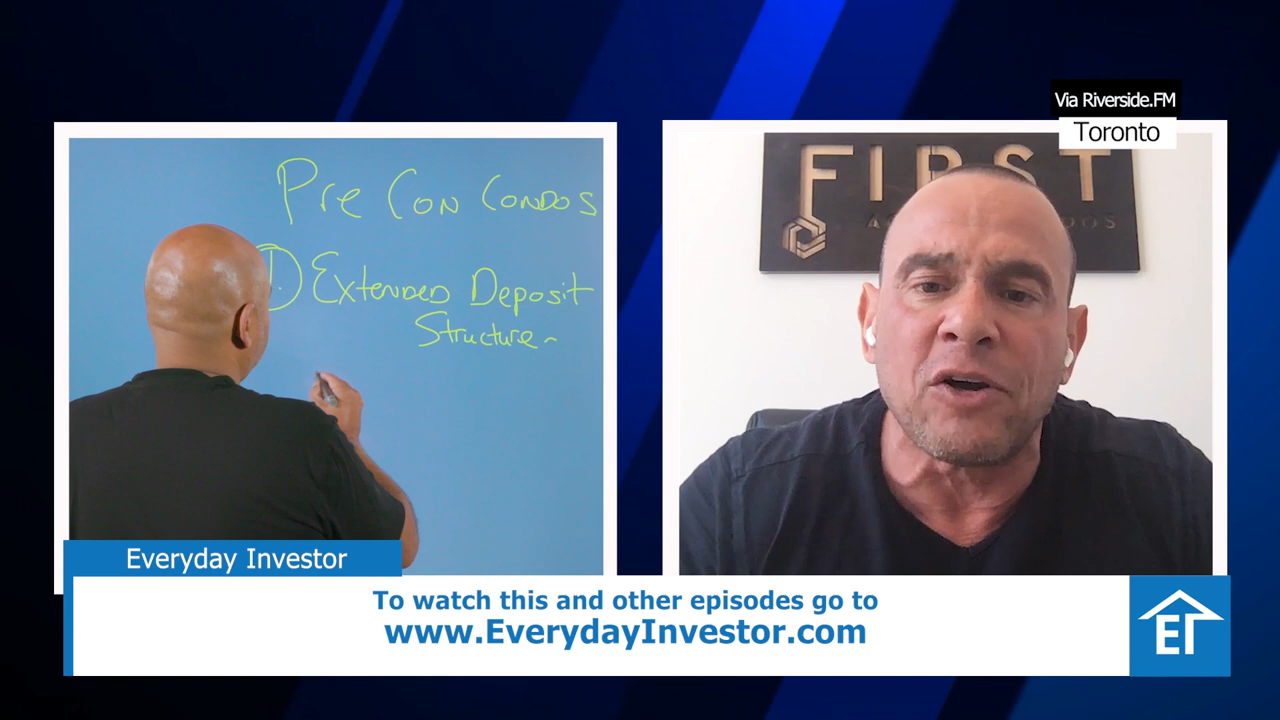 Via Riverside.FM
Toronto
FIRST
Pre Con Condos
1.) Extended Deposit
Structure ~
Everyday Investor
To watch this and other episodes go to
www.EverydayInvestor.com
EI